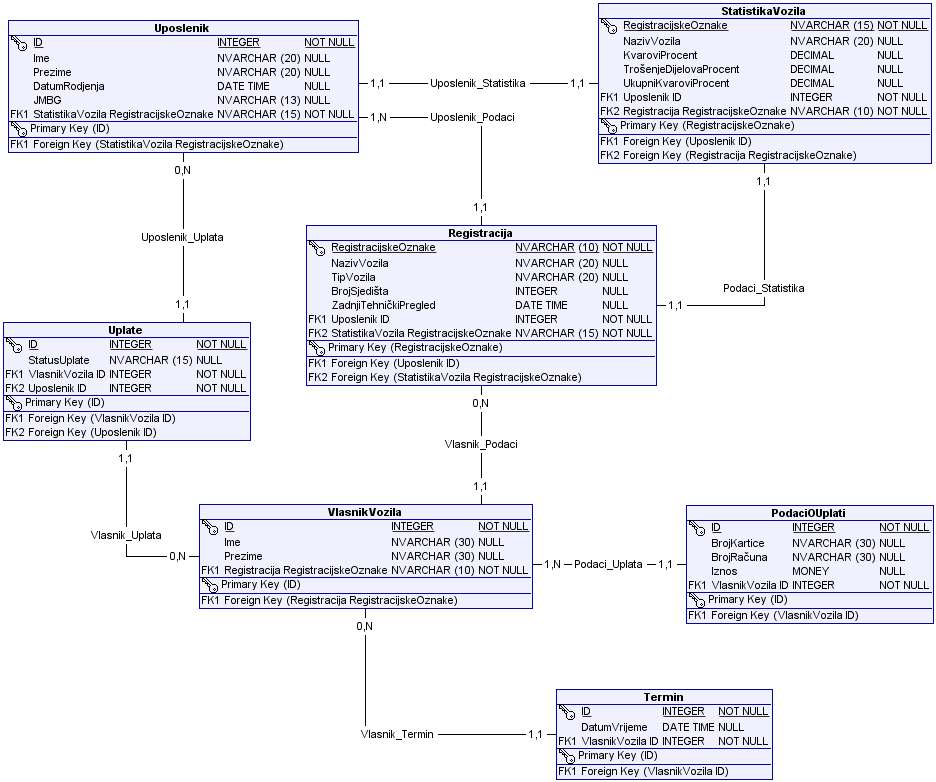 Uposlenik
ID INTEGER NOT NULL
Ime NVARCHAR (20) NULL
Prezime NVARCHAR (20) NULL
DatumRodjenja DATE TIME NULL
JMBG NVARCHAR (13) NULL
FK1 StatistikaVozila RegistracijskeOznake NVARCHAR (15) NOT NULL
Primary Key (ID)
FK1 Foreign Key (StatistikaVozila RegistracijskeOznake)
StatistikaVozila
RegistracijskeOznake NVARCHAR (15) NOT NULL
NazivVozila NVARCHAR (20) NULL
KvaroviProcent DECIMAL NULL
TrošenjeDijelovaProcent DECIMAL NULL
UkupniKvaroviProcent DECIMAL NULL
FK1 Uposlenik ID INTEGER NOT NULL
FK2 Registracija RegistracijskeOznake NVARCHAR (10) NOT NULL
Primary Key (RegistracijskeOznake)
FK1 Foreign Key (Uposlenik ID)
FK2 Foreign Key (Registracija RegistracijskeOznake)
1,1 Uposlenik_Statistika 1,1
1,N Uposlenik_Podaci
1,1
0,N
Uposlenik_Uplata
1,1
1,1
Podaci_Statistika
1,1
Registracija
RegistracijskeOznake NVARCHAR (10) NOT NULL
NazivVozila NVARCHAR (20) NULL
TipVozila NVARCHAR (20) NULL
BrojSjedišta INTEGER NULL
ZadnjiTehničkiPregled DATE TIME NULL
FK1 Uposlenik ID INTEGER NOT NULL
FK2 StatistikaVozila RegistracijskeOznake NVARCHAR (15) NOT NULL
Primary Key (RegistracijskeOznake)
FK1 Foreign Key (Uposlenik ID)
FK2 Foreign Key (StatistikaVozila RegistracijskeOznake)
Uplate
ID INTEGER NOT NULL
StatusUplate NVARCHAR (15) NULL
FK1 VlasnikVozila ID INTEGER NOT NULL
FK2 Uposlenik ID INTEGER NOT NULL
Primary Key (ID)
FK1 Foreign Key (VlasnikVozila ID)
FK2 Foreign Key (Uposlenik ID)
0,N
Vlasnik_Podaci
1,1
1,1
Vlasnik_Uplata
0,N
VlasnikVozila
ID INTEGER NOT NULL
Ime NVARCHAR (30) NULL
Prezime NVARCHAR (30) NULL
FK1 Registracija RegistracijskeOznake NVARCHAR (10) NOT NULL
Primary Key (ID)
FK1 Foreign Key (Registracija RegistracijskeOznake)
1,N Podaci_Uplata 1,1
PodaciOUplati
ID INTEGER NOT NULL
BrojKartice NVARCHAR (30) NULL
BrojRačuna NVARCHAR (30) NULL
Iznos MONEY NULL
FK1 VlasnikVozila ID INTEGER NOT NULL
Primary Key (ID)
FK1 Foreign Key (VlasnikVozila ID)
0,N
Vlasnik_Termin 1,1
Termin
ID INTEGER NOT NULL
DatumVrijeme DATE TIME NULL
FK1 VlasnikVozila ID INTEGER NOT NULL
Primary Key (ID)
FK1 Foreign Key (VlasnikVozila ID)